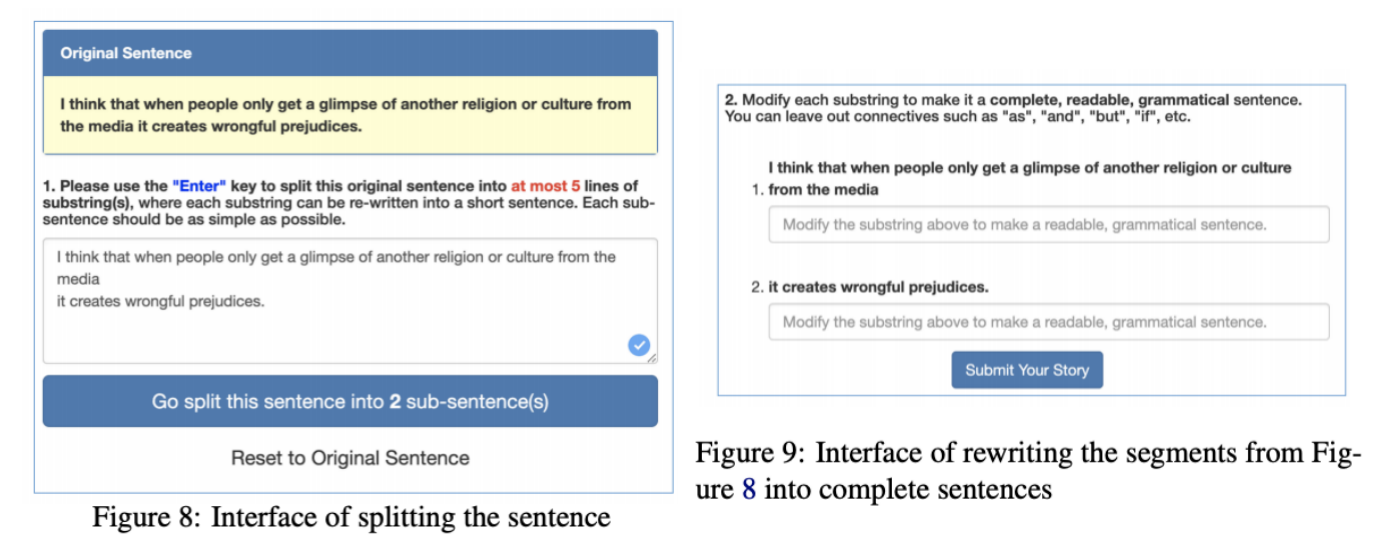 Original Sentence
I think that when people only get a glimpse of another religion or culture from
the media it creates wrongful prejudices.
1. Please use the "Enter" key to split this original sentence into at most 5 lines of
substring(s), where each substring can be re-written into a short sentence. Each sub-
sentence should be as simple as possible.
I think that when people only get a glimpse of another religion or culture from the
media
it creates wrongful prejudices.
Go split this sentence into 2 sub-sentence(s)
Reset to Original Sentence
Figure 8: Interface of splitting the sentence
2. Modify each substring to make it a complete, readable, grammatical sentence.
You can leave out connectives such as "as", "and", "but", "if", etc.
I think that when people only get a glimpse of another religion or culture
1. from the media
Modify the substring above to make a readable, grammatical sentence.
2. it creates wrongful prejudices.
Modify the substring above to make a readable, grammatical sentence.
Submit Your Story
Figure 9: Interface of rewriting the segments from Fig-
ure 8 into complete sentences